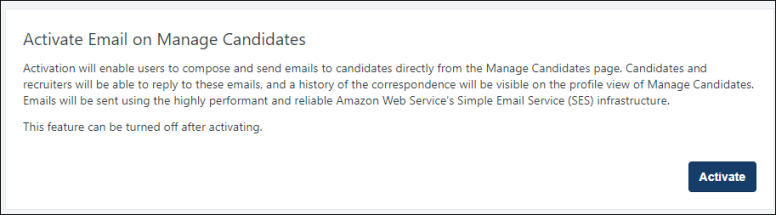 Activate Email on Manage Candidates
Activation will enable users to compose and send emails to candidates directly from the Manage Candidates page. Candidates and
recruiters will be able to reply to these emails, and a history of the correspondence will be visible on the profile view of Manage Candidates.
Emails will be sent using the highly performant and reliable Amazon Web Service's Simple Email Service (SES) infrastructure.
This feature can be turned off after activating.
Activate